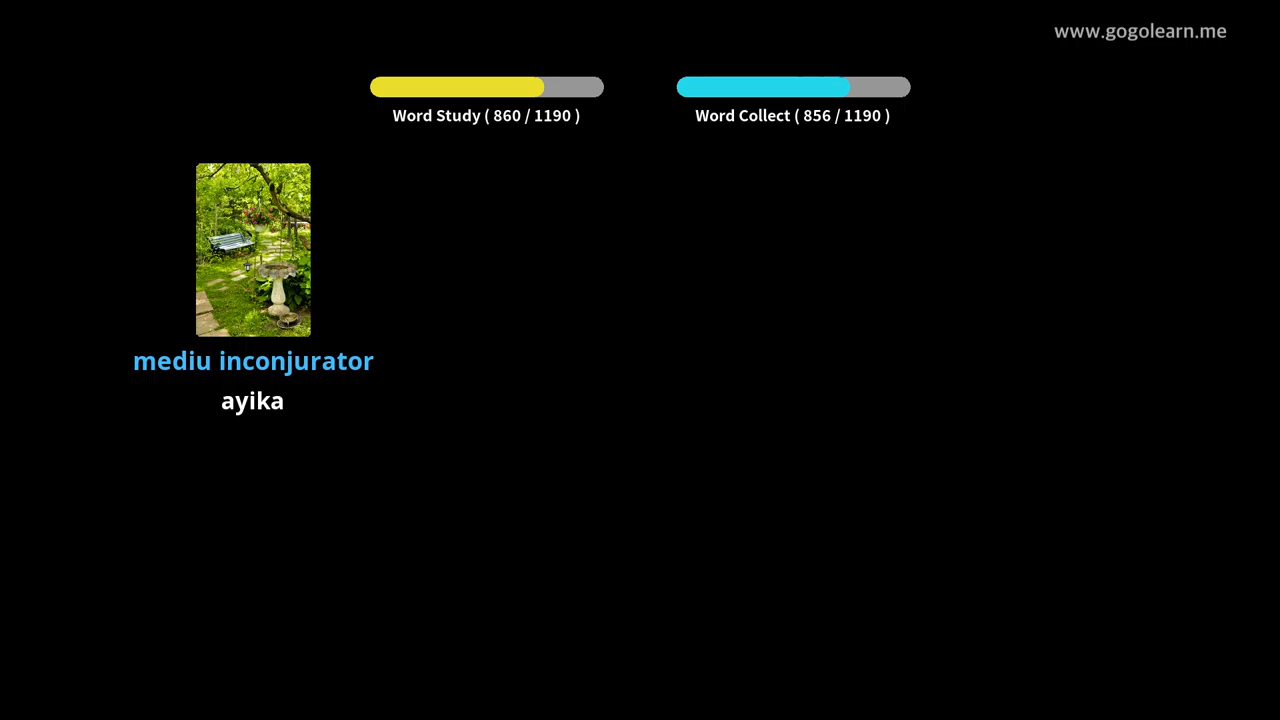 www.gogolearn.me
Word Study ( 860 / 1190 )
Word Collect ( 856 / 1190 )
mediu inconjurator
ayika